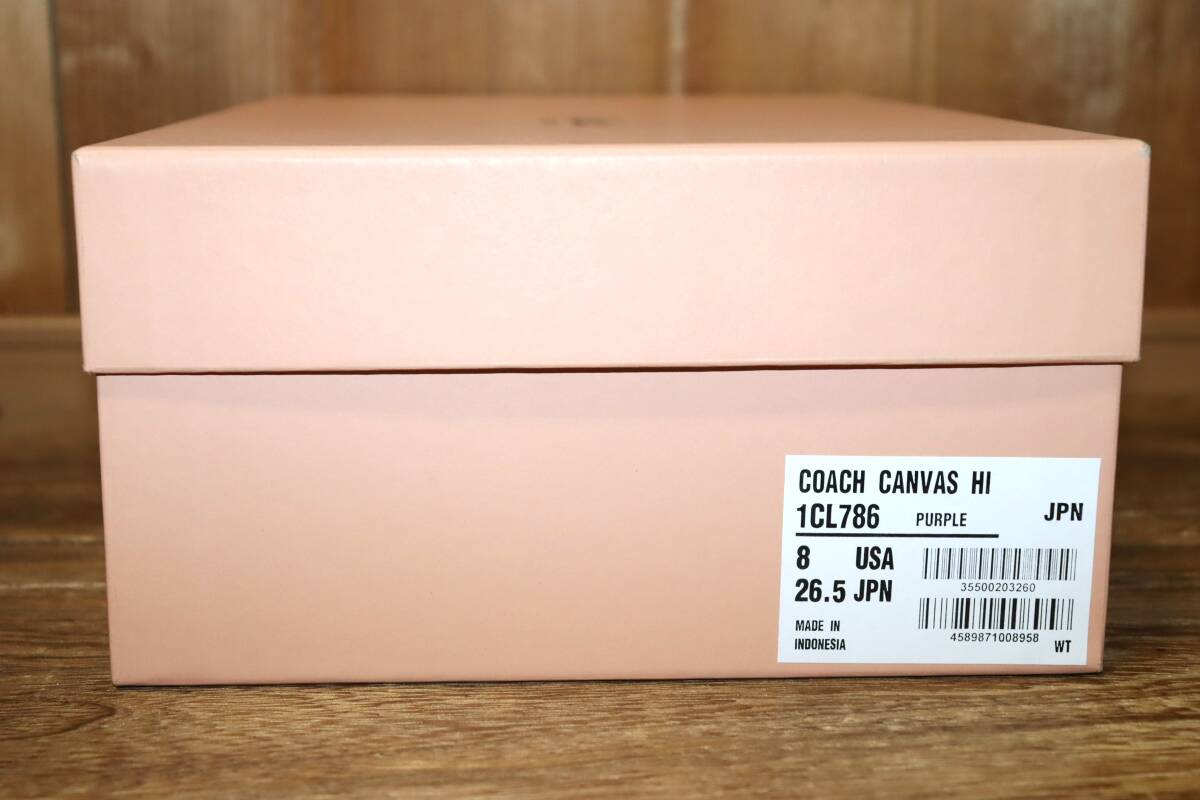 COACH CANVAS HI
1CL786 PURPLE JPN
8 USA
26.5 JPN
35500203260
MADE IN
INDONESIA
4589871008958
WT